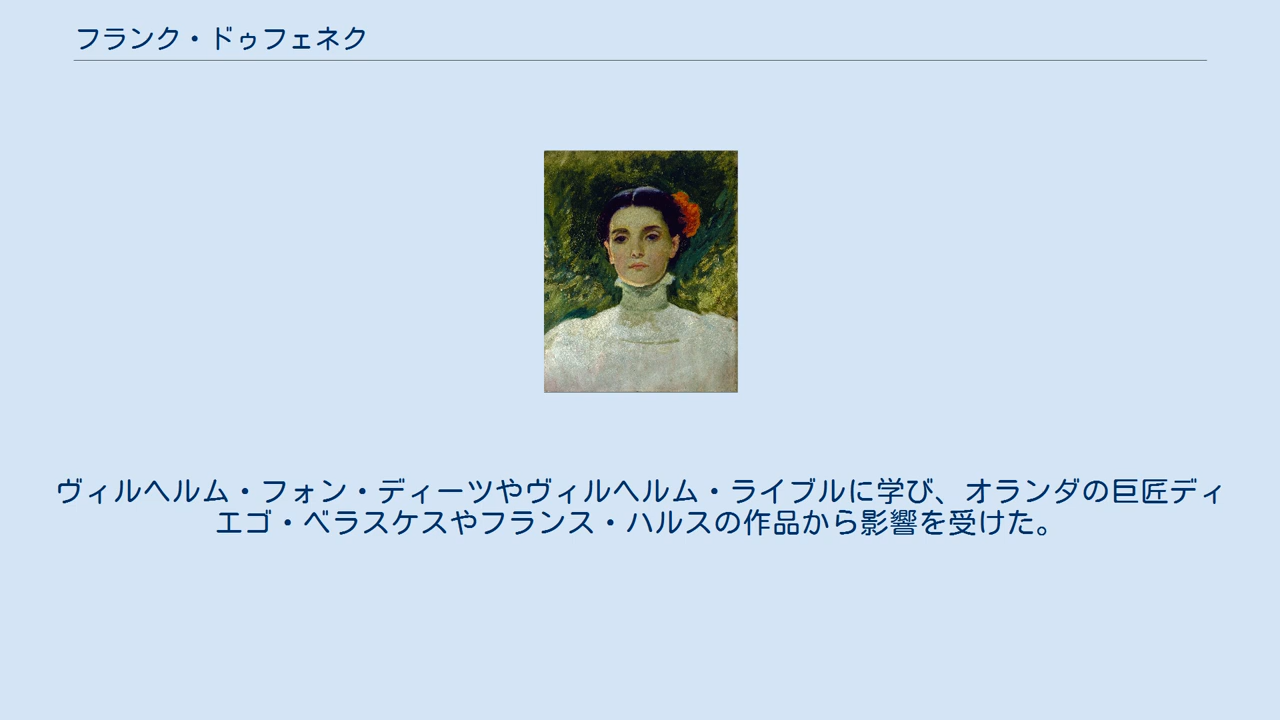 フランク・ドゥフェネク
ヴィルヘルム・フォン・ディーツやヴィルヘルム・ライブルに学び、オランダの巨匠ディ
エゴ・ベラスケスやフランス・ハルスの作品から影響を受けた。